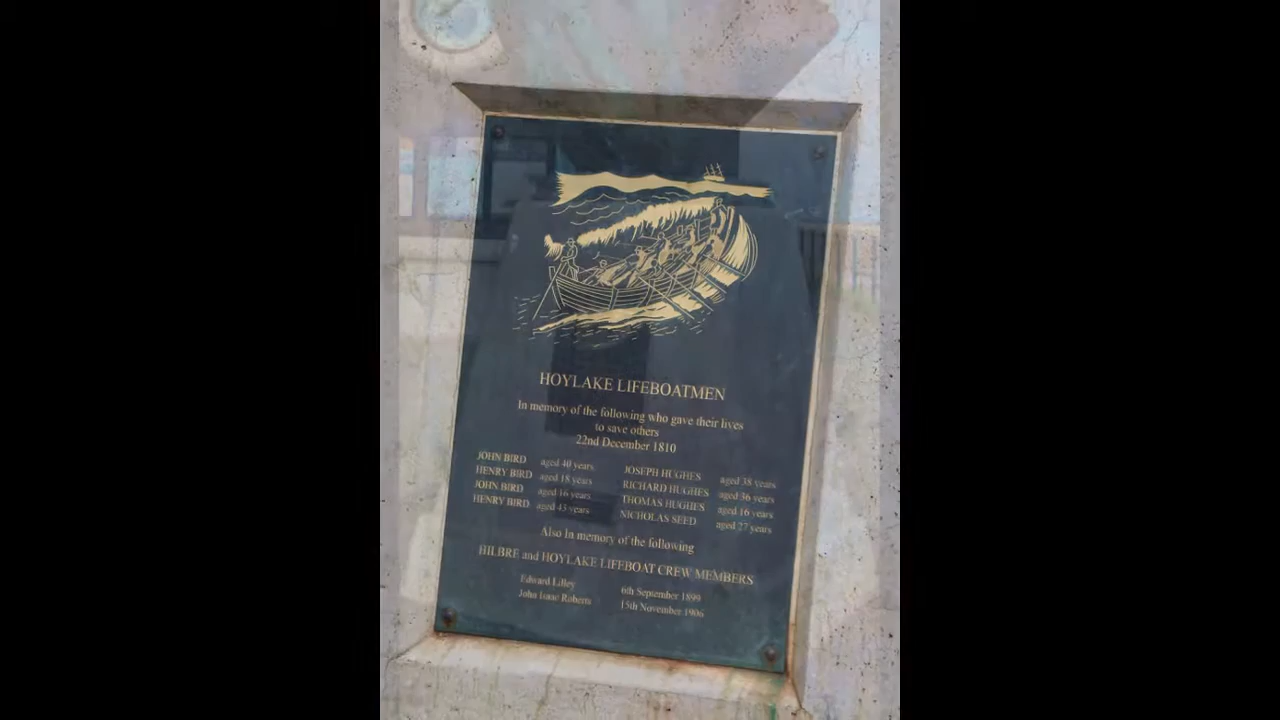 HOYLAKE LIFEBOATMEN
In memory of the following who gave their lives
to save others
22nd December 1810
JOHN BIRD aged 40 years JOSEPH HUGHES aged 38 years
HENRY BIRD aged 18 years RICHARD HUGHES aged 36 years
JOHN BIRD aged 16 years THOMAS HUGHES aged 16 years
HENRY BIRD aged 43 years NICHOLAS SEED aged 27 years
Also In memory of the following
HILBRE and HOYLAKE LIFEBOAT CREW MEMBERS
Edward Lilley 6th September 1899
John Isaac Roberts 15th November 1906